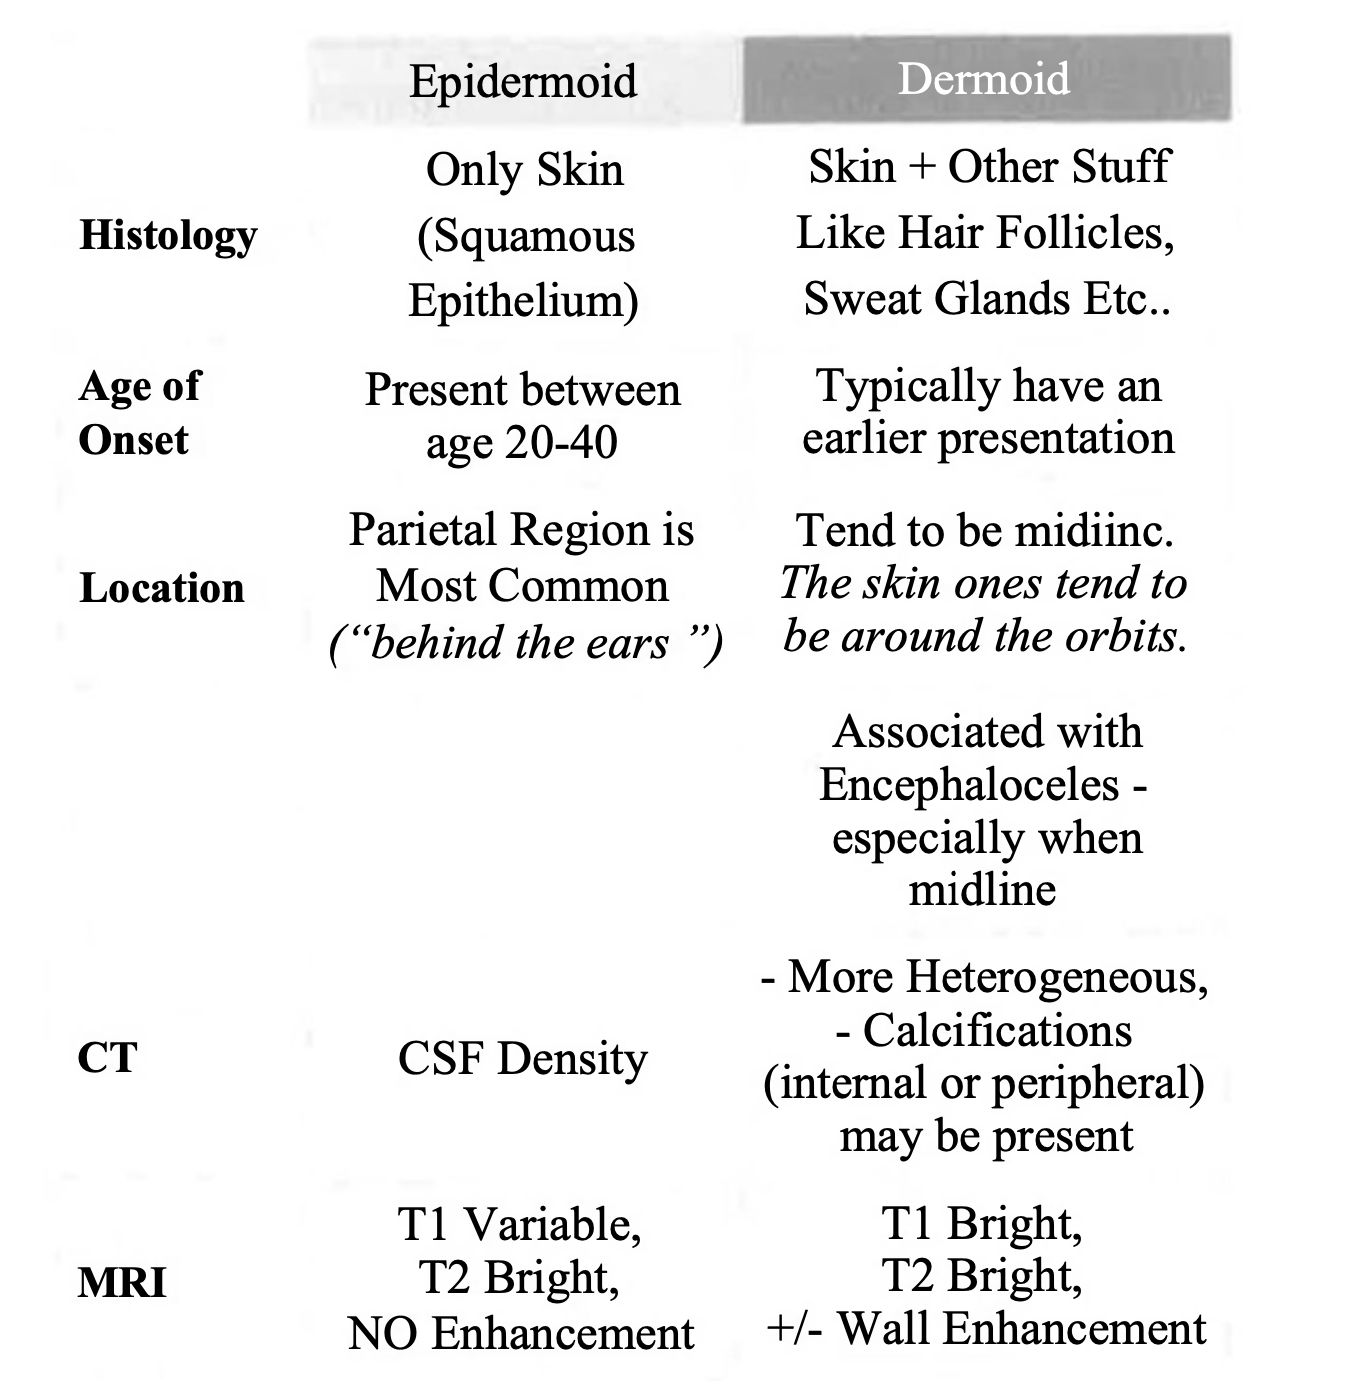 Epidermoid
Dermoid
Histology
Only Skin
(Squamous
Epithelium)
Skin + Other Stuff
Like Hair Follicles,
Sweat Glands Etc..
Age of
Onset
Present between
age 20-40
Typically have an
earlier presentation
Location
Parietal Region is
Most Common
(“behind the ears ”)
Tend to be midiinc.
The skin ones tend to
be around the orbits.
Associated with
Encephaloceles -
especially when
midline
CT
CSF Density
- More Heterogeneous,
- Calcifications
(internal or peripheral)
may be present
MRI
T1 Variable,
T2 Bright,
NO Enhancement
T1 Bright,
T2 Bright,
+/- Wall Enhancement